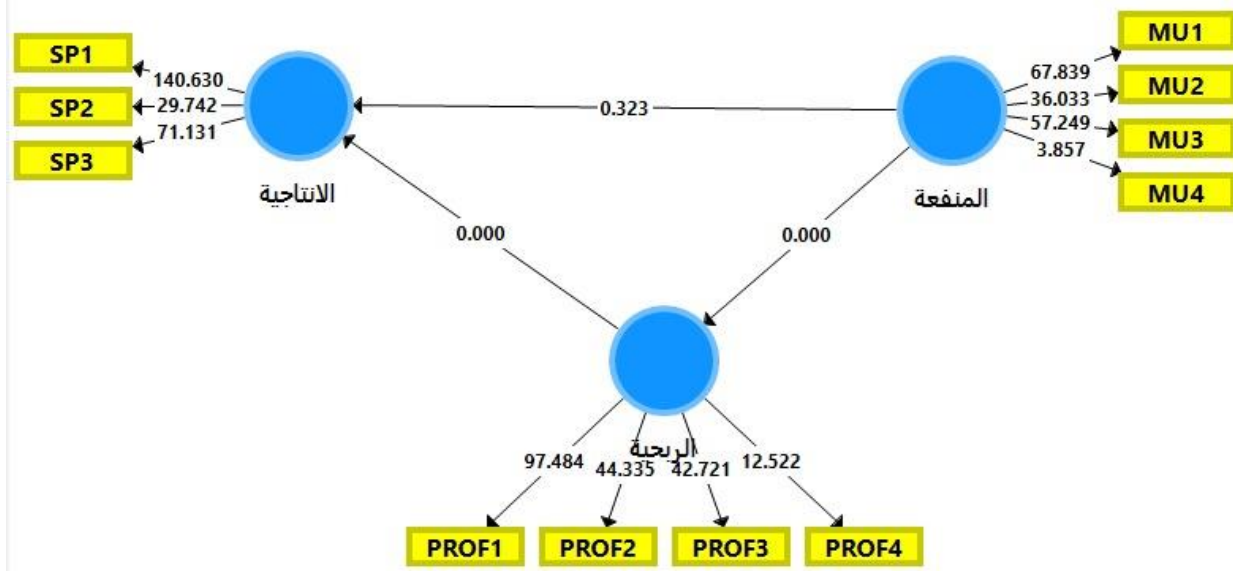 SP1
SP2
SP3
140.630
29.742
71.131
الانتاجية
0.323
المنفعة
67.839
36.033
57.249
3.857
MU1
MU2
MU3
MU4
0.000
0.000
الربحية
97.484
44.335
42.721
12.522
PROF1
PROF2
PROF3
PROF4